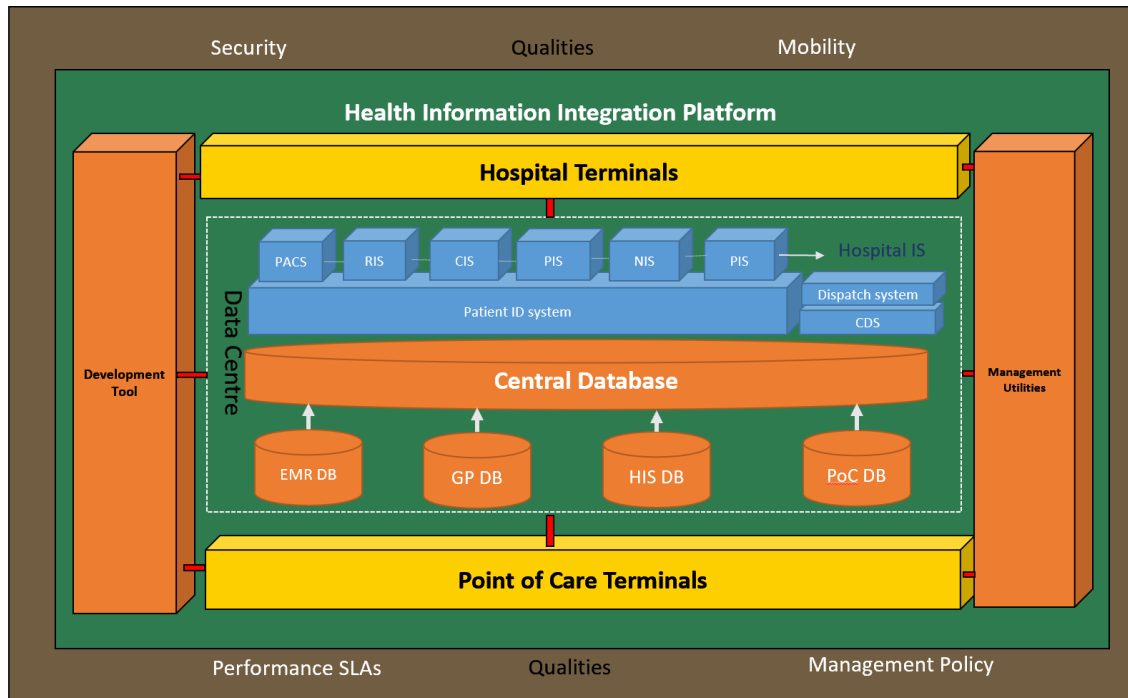 Security
Qualities
Mobility
Health Information Integration Platform
Hospital Terminals
PACS
RIS
CIS
PIS
NIS
PIS
Hospital IS
Dispatch system
Patient ID system
CDS
Data Centre
Central Database
Development
Tool
Management
Utilities
EMR DB
GP DB
HIS DB
PoC DB
Point of Care Terminals
Performance SLAs
Qualities
Management Policy